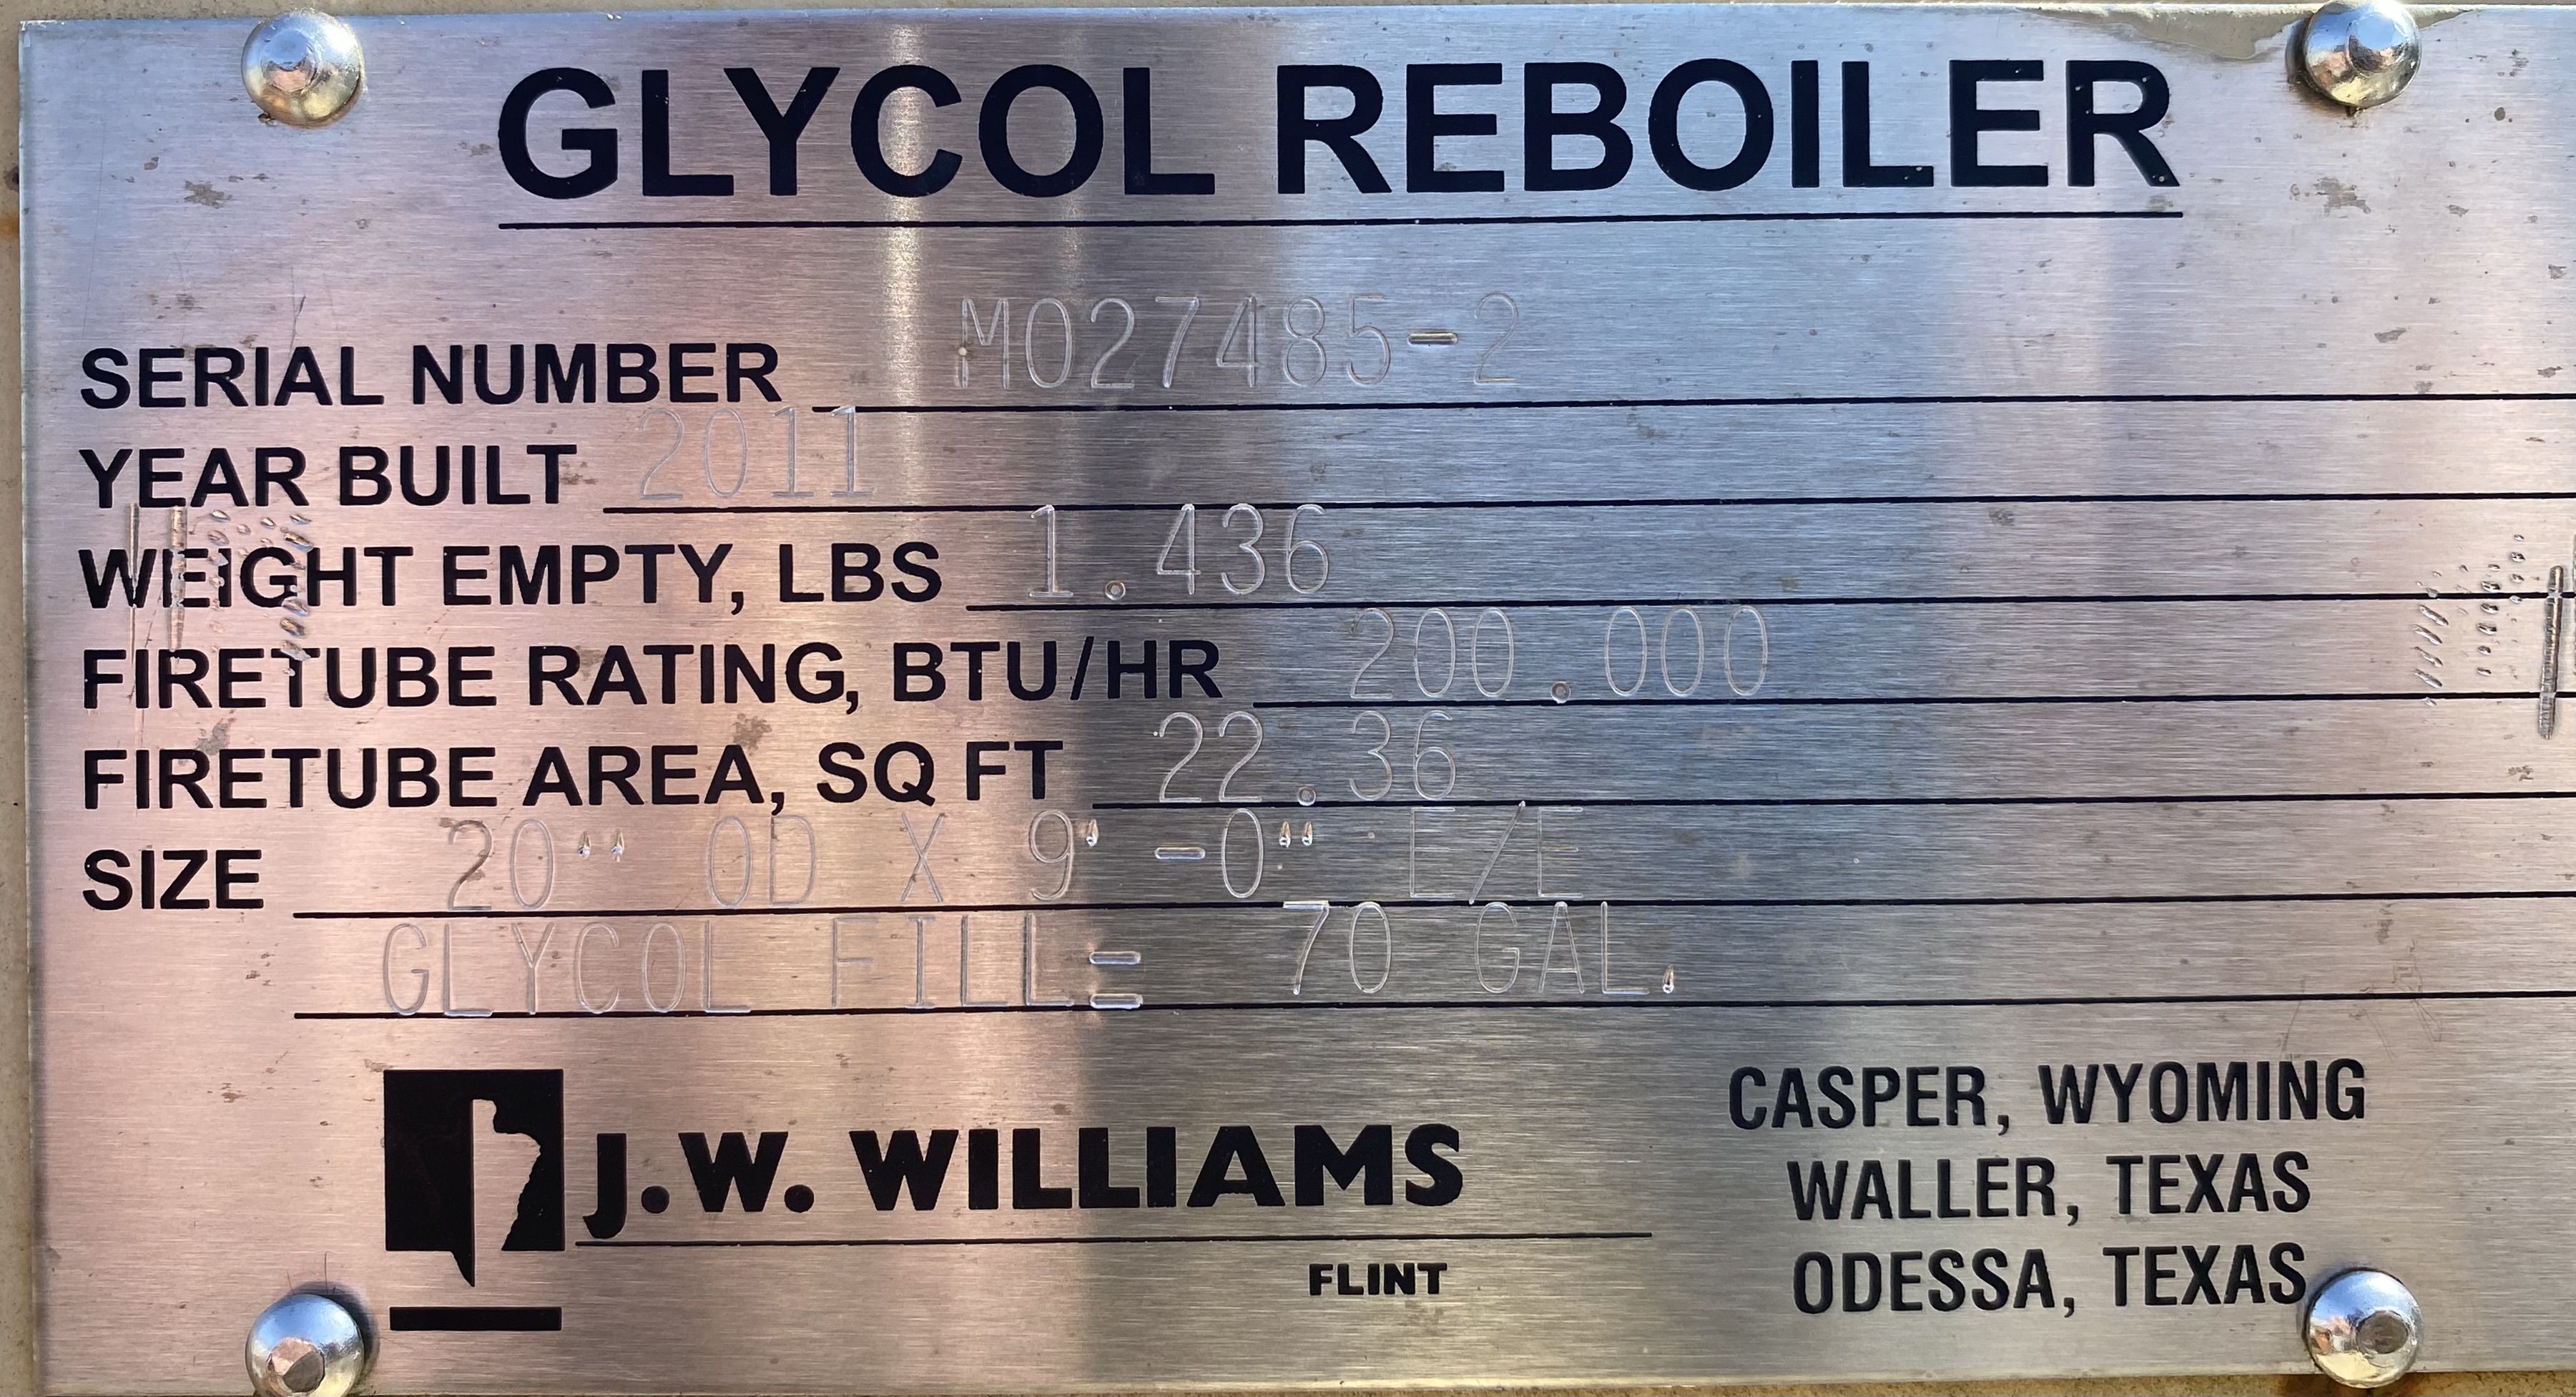 GLYCOL REBOILER
SERIAL NUMBER M027485-2
YEAR BUILT 2011
WEIGHT EMPTY, LBS 1.436
FIRETUBE RATING, BTU/HR 200.000
FIRETUBE AREA, SQ FT 22.36
SIZE 20" OD X 9'-0" E/E
GLYCOL FILL= 70 GAL.
J.W. WILLIAMS
FLINT
CASPER, WYOMING
WALLER, TEXAS
ODESSA, TEXAS